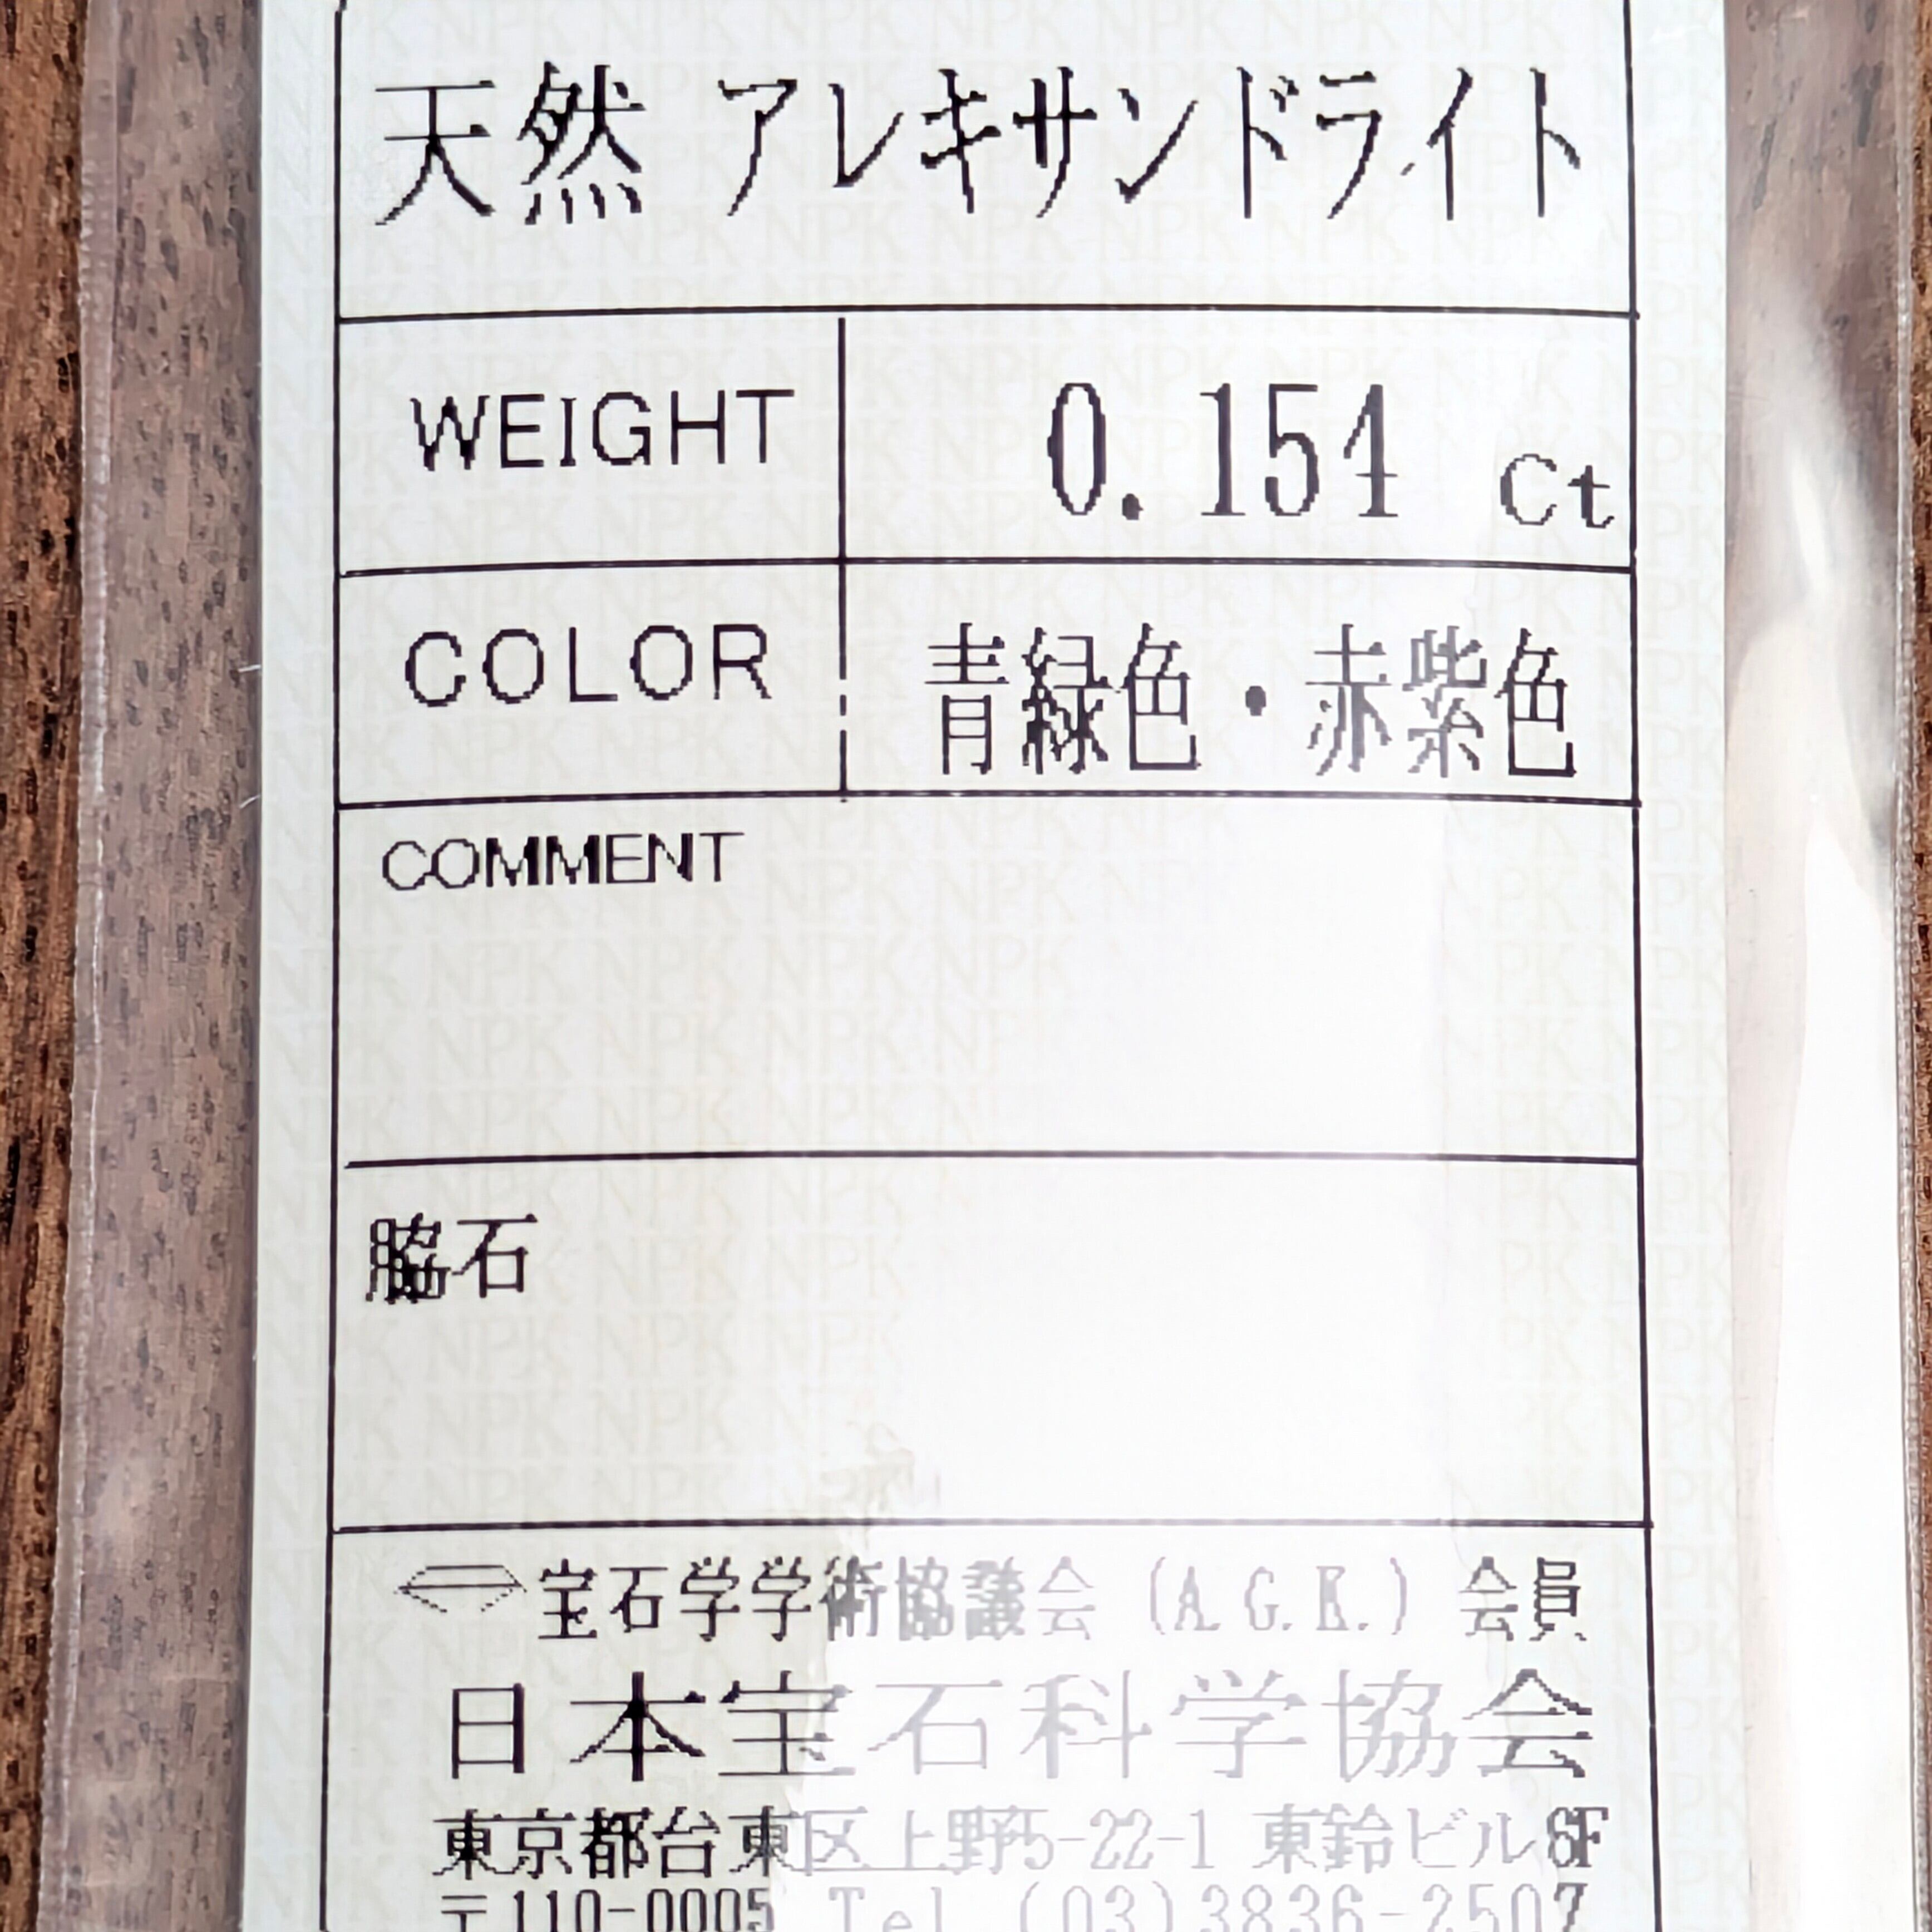 天然 アレキサンドライト
WEIGHT 0.154 Ct
COLOR 青緑色・赤紫色
COMMENT
脇石
宝石学学術協議会 (A.G.K.) 会員
日本宝石科学協会
東京都台東区上野5-22-1 東鈴ビル6F
〒110-0005 Tel (03)3836-2507